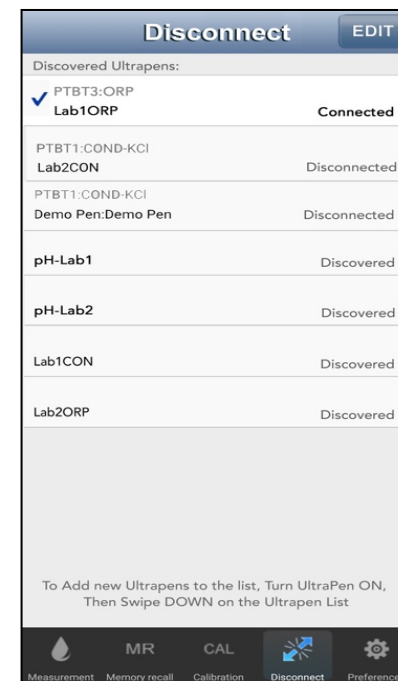 Disconnect EDIT
Discovered Ultrapens:
PTBT3:ORP
Lab1ORP Connected
PTBT1:COND-KCl
Lab2CON Disconnected
PTBT1:COND-KCl
Demo Pen:Demo Pen Disconnected
pH-Lab1 Discovered
pH-Lab2 Discovered
Lab1CON Discovered
Lab2ORP Discovered
To Add new Ultrapens to the list, Turn UltraPen ON,
Then Swipe DOWN on the Ultrapen List
MR CAL
Measurement Memory recall Calibration Disconnect Preference